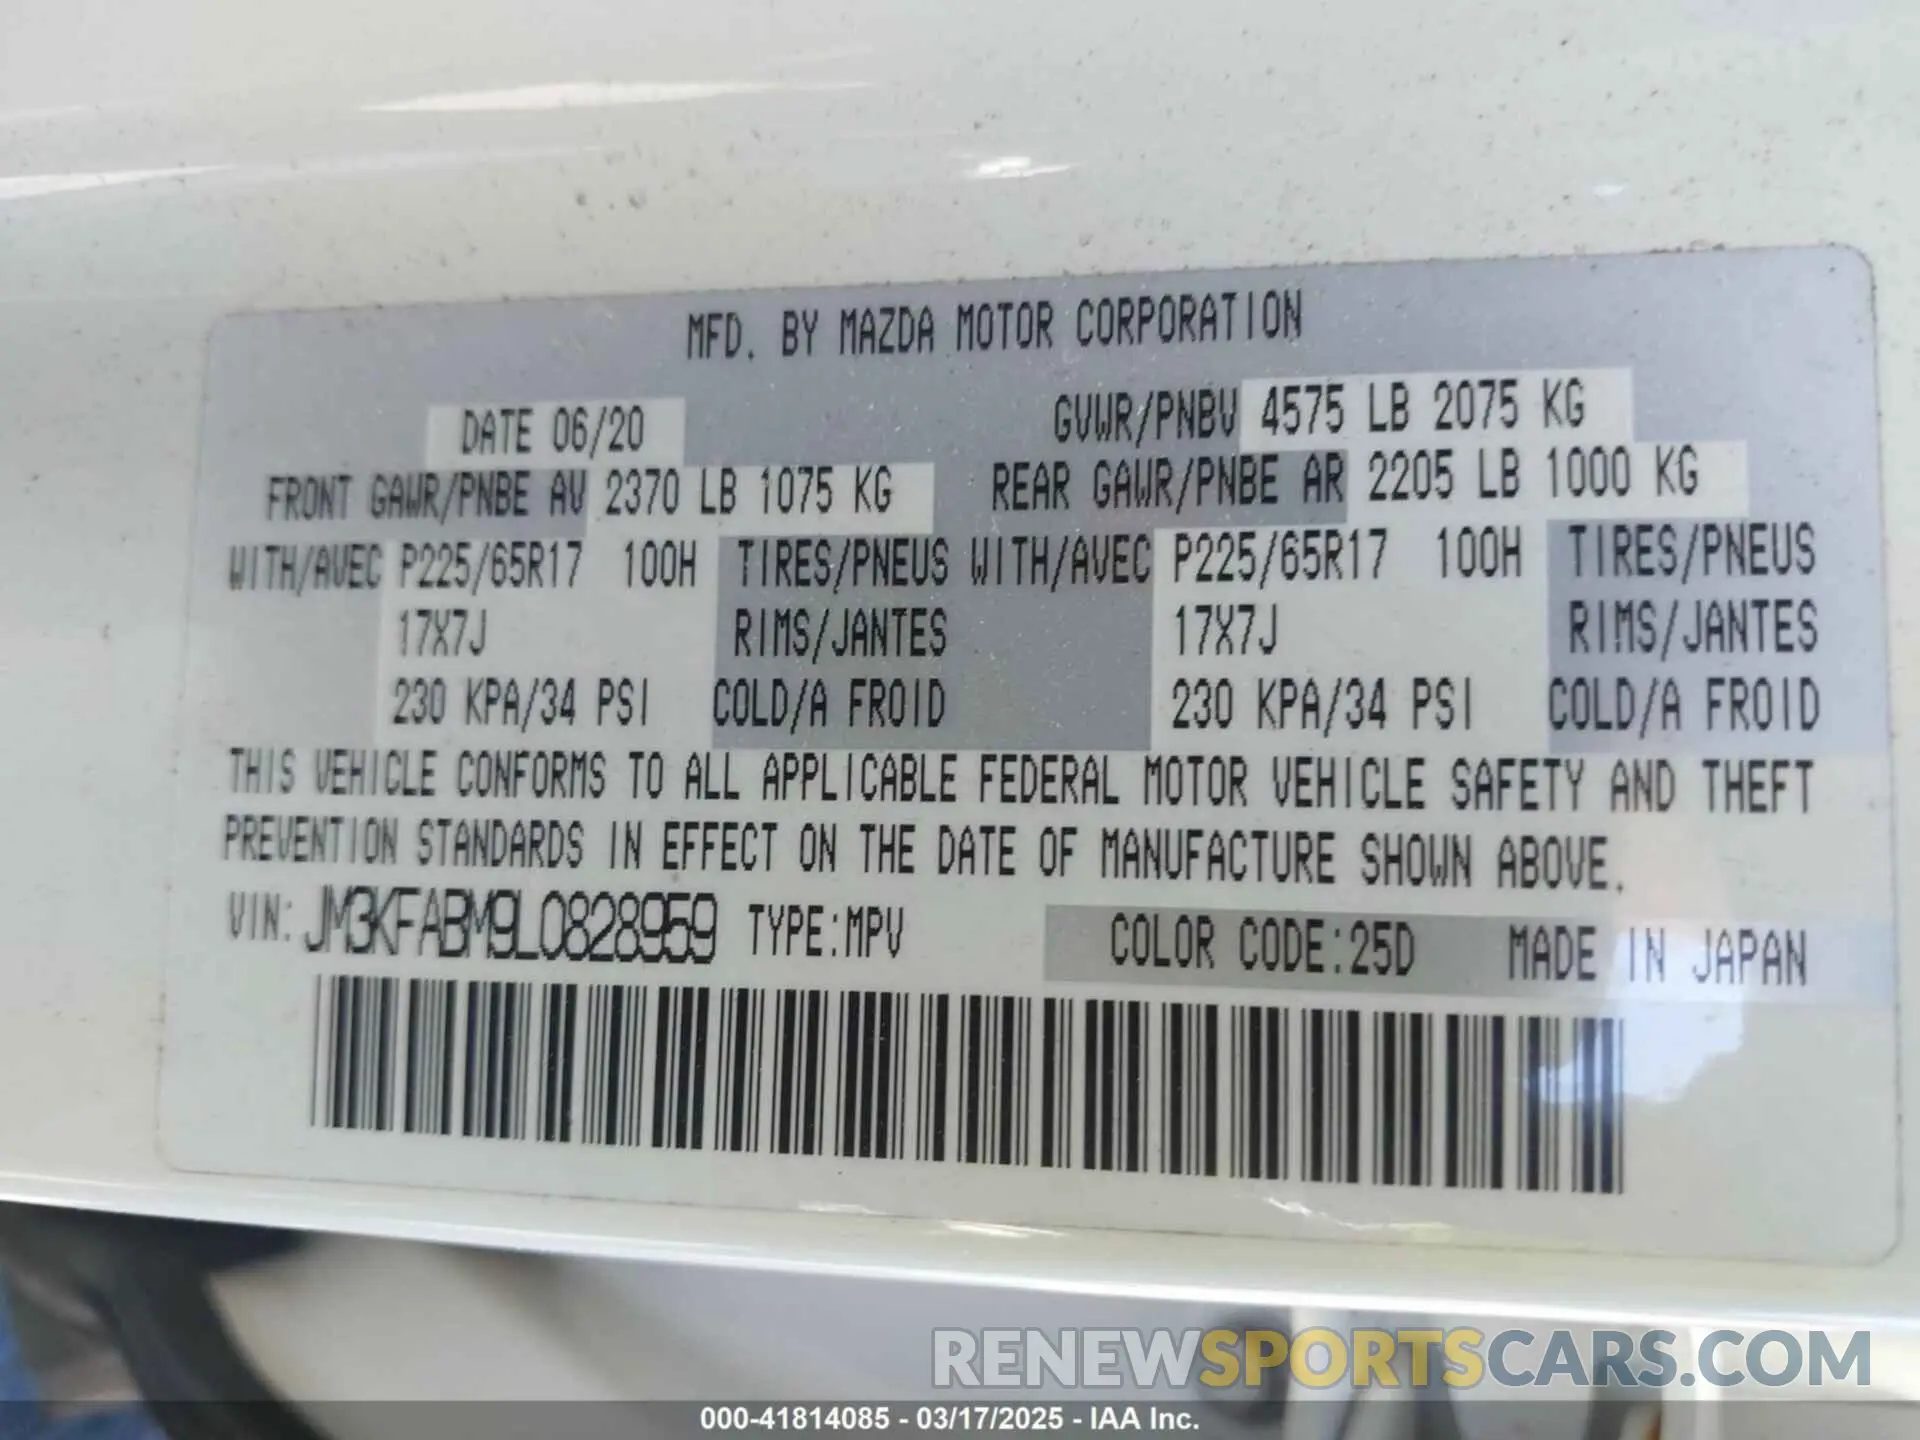 MFD. BY MAZDA MOTOR CORPORATION
DATE 06/20 GVWR/PNBV 4575 LB 2075 KG
FRONT GAWR/PNBE AV 2370 LB 1075 KG REAR GAWR/PNBE AR 2205 LB 1000 KG
WITH/AVEC P225/65R17 100H TIRES/PNEUS WITH/AVEC P225/65R17 100H TIRES/PNEUS
17X7J RIMS/JANTES 17X7J RIMS/JANTES
230 KPA/34 PSI COLD/A FROID 230 KPA/34 PSI COLD/A FROID
THIS VEHICLE CONFORMS TO ALL APPLICABLE FEDERAL MOTOR VEHICLE SAFETY AND THEFT
PREVENTION STANDARDS IN EFFECT ON THE DATE OF MANUFACTURE SHOWN ABOVE.
VIN: JM3KFABM9L0828959 TYPE:MPV COLOR CODE:25D MADE IN JAPAN
RENEWSPORTSCARS.COM
000-41814085 - 03/17/2025 - IAA Inc.